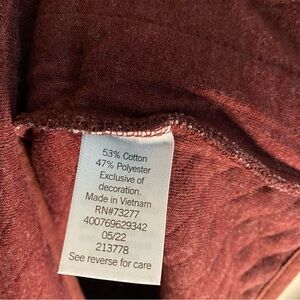 53% Cotton
47% Polyester
Exclusive of
decoration.
Made in Vietnam
RN#73277
400769629342
05/22
213778
See reverse for care